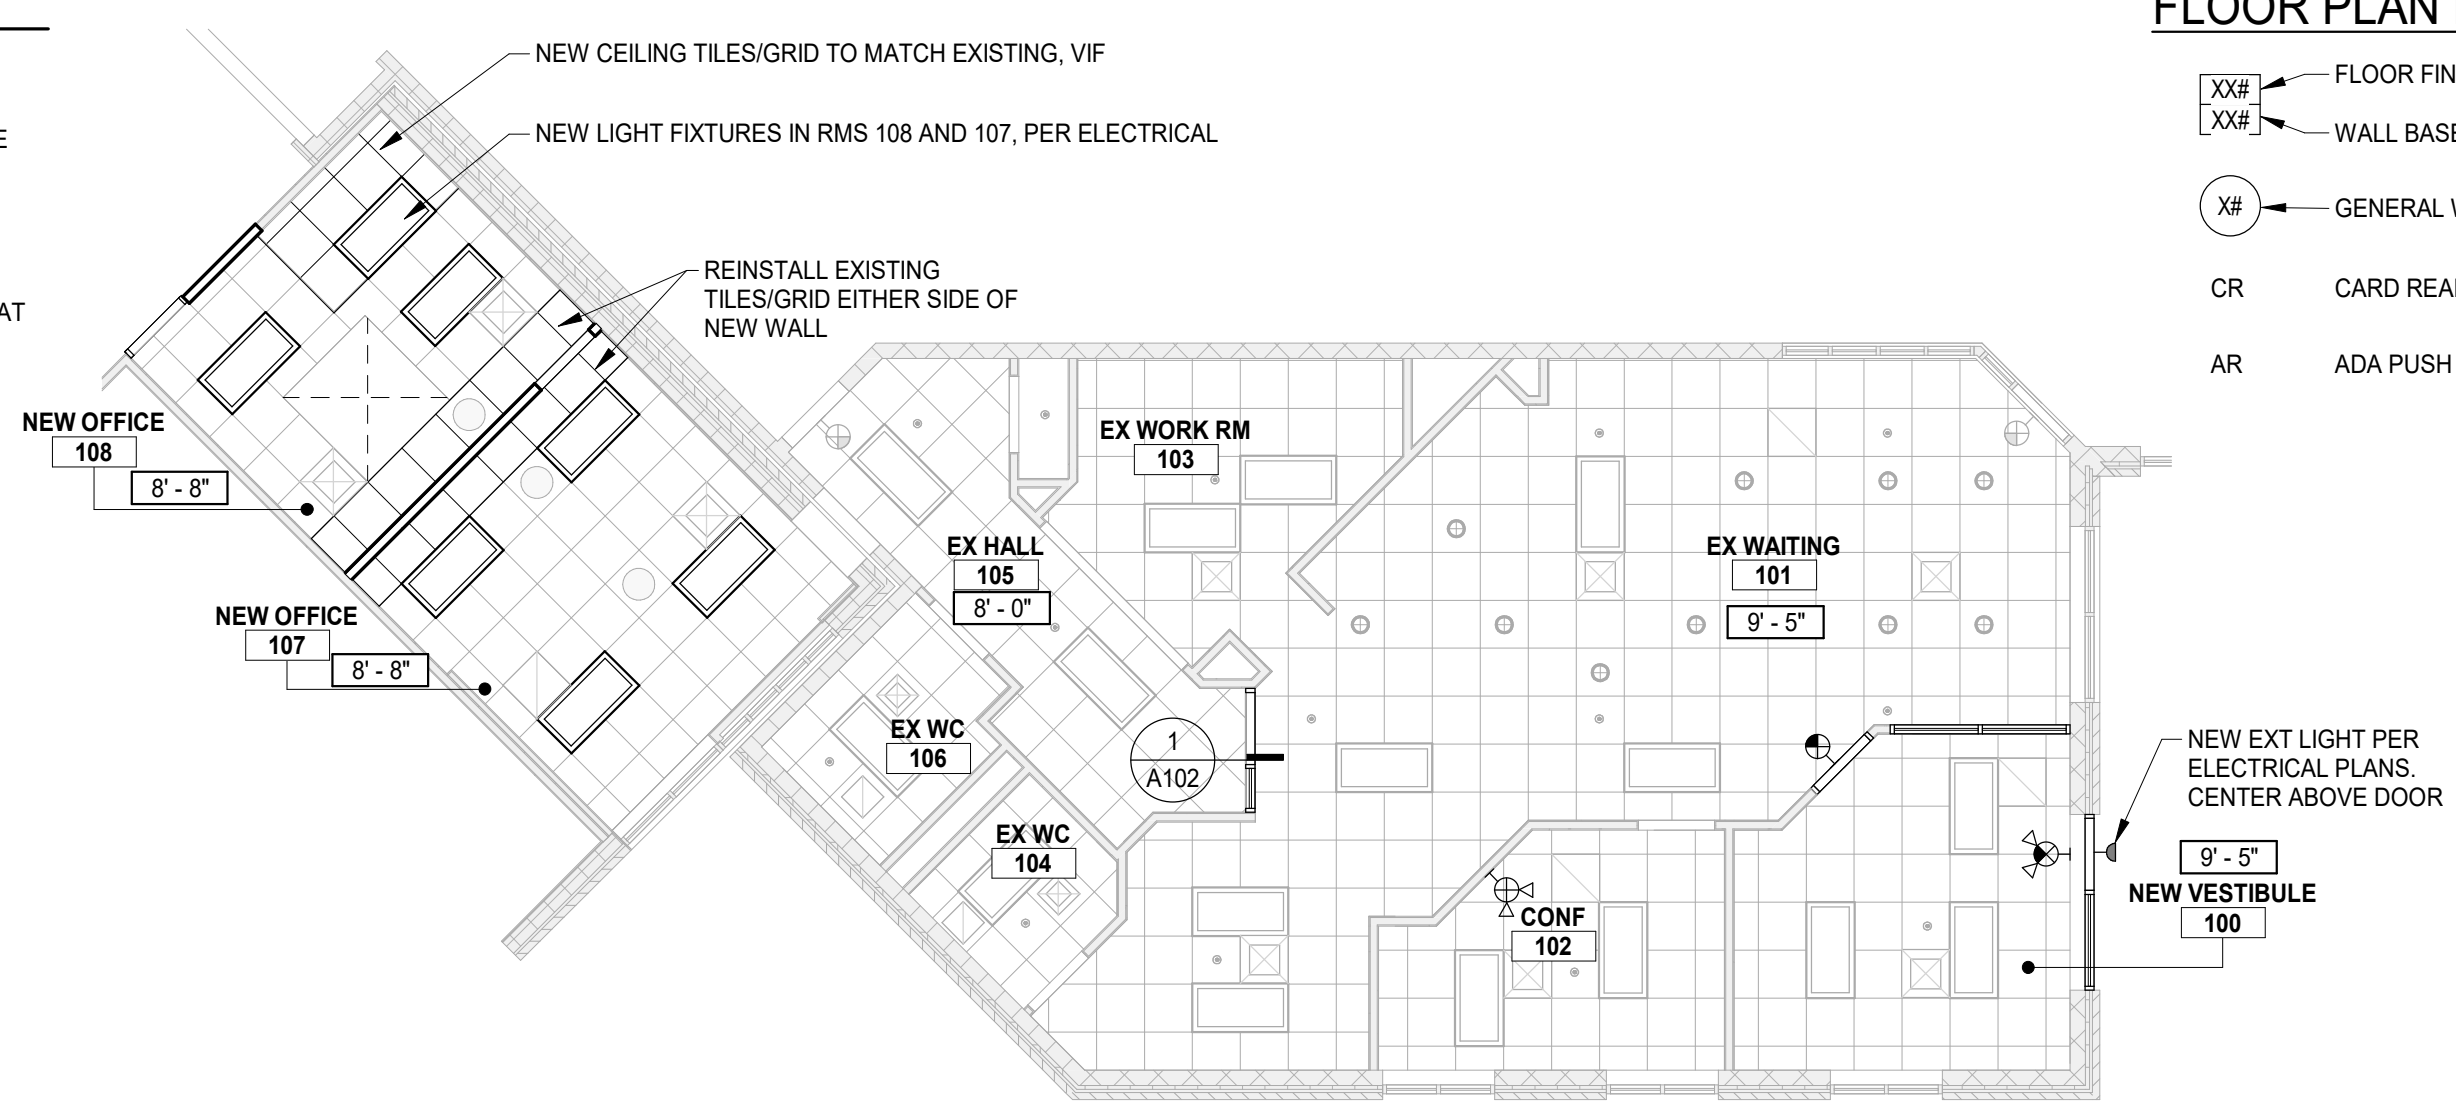 FLOOR PLAN
NEW CEILING TILES/GRID TO MATCH EXISTING, VIF
NEW LIGHT FIXTURES IN RMS 108 AND 107, PER ELECTRICAL
REINSTALL EXISTING
TILES/GRID EITHER SIDE OF
NEW WALL
AT
XX#
XX#
FLOOR FIN
WALL BASE
X#
GENERAL
CR
CARD REA
AR
ADA PUSH
NEW OFFICE
108
8' - 8"
NEW OFFICE
107
8' - 8"
EX WORK RM
103
EX HALL
105
8' - 0"
EX WAITING
101
9' - 5"
EX WC
106
1
A102
EX WC
104
CONF
102
NEW EXT LIGHT PER
ELECTRICAL PLANS.
CENTER ABOVE DOOR
9' - 5"
NEW VESTIBULE
100